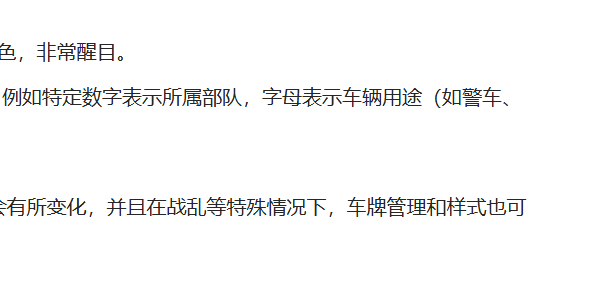 色，非常醒目。
例如特定数字表示所属部队，字母表示车辆用途（如警车、
会有所变化，并且在战乱等特殊情况下，车牌管理和样式也可